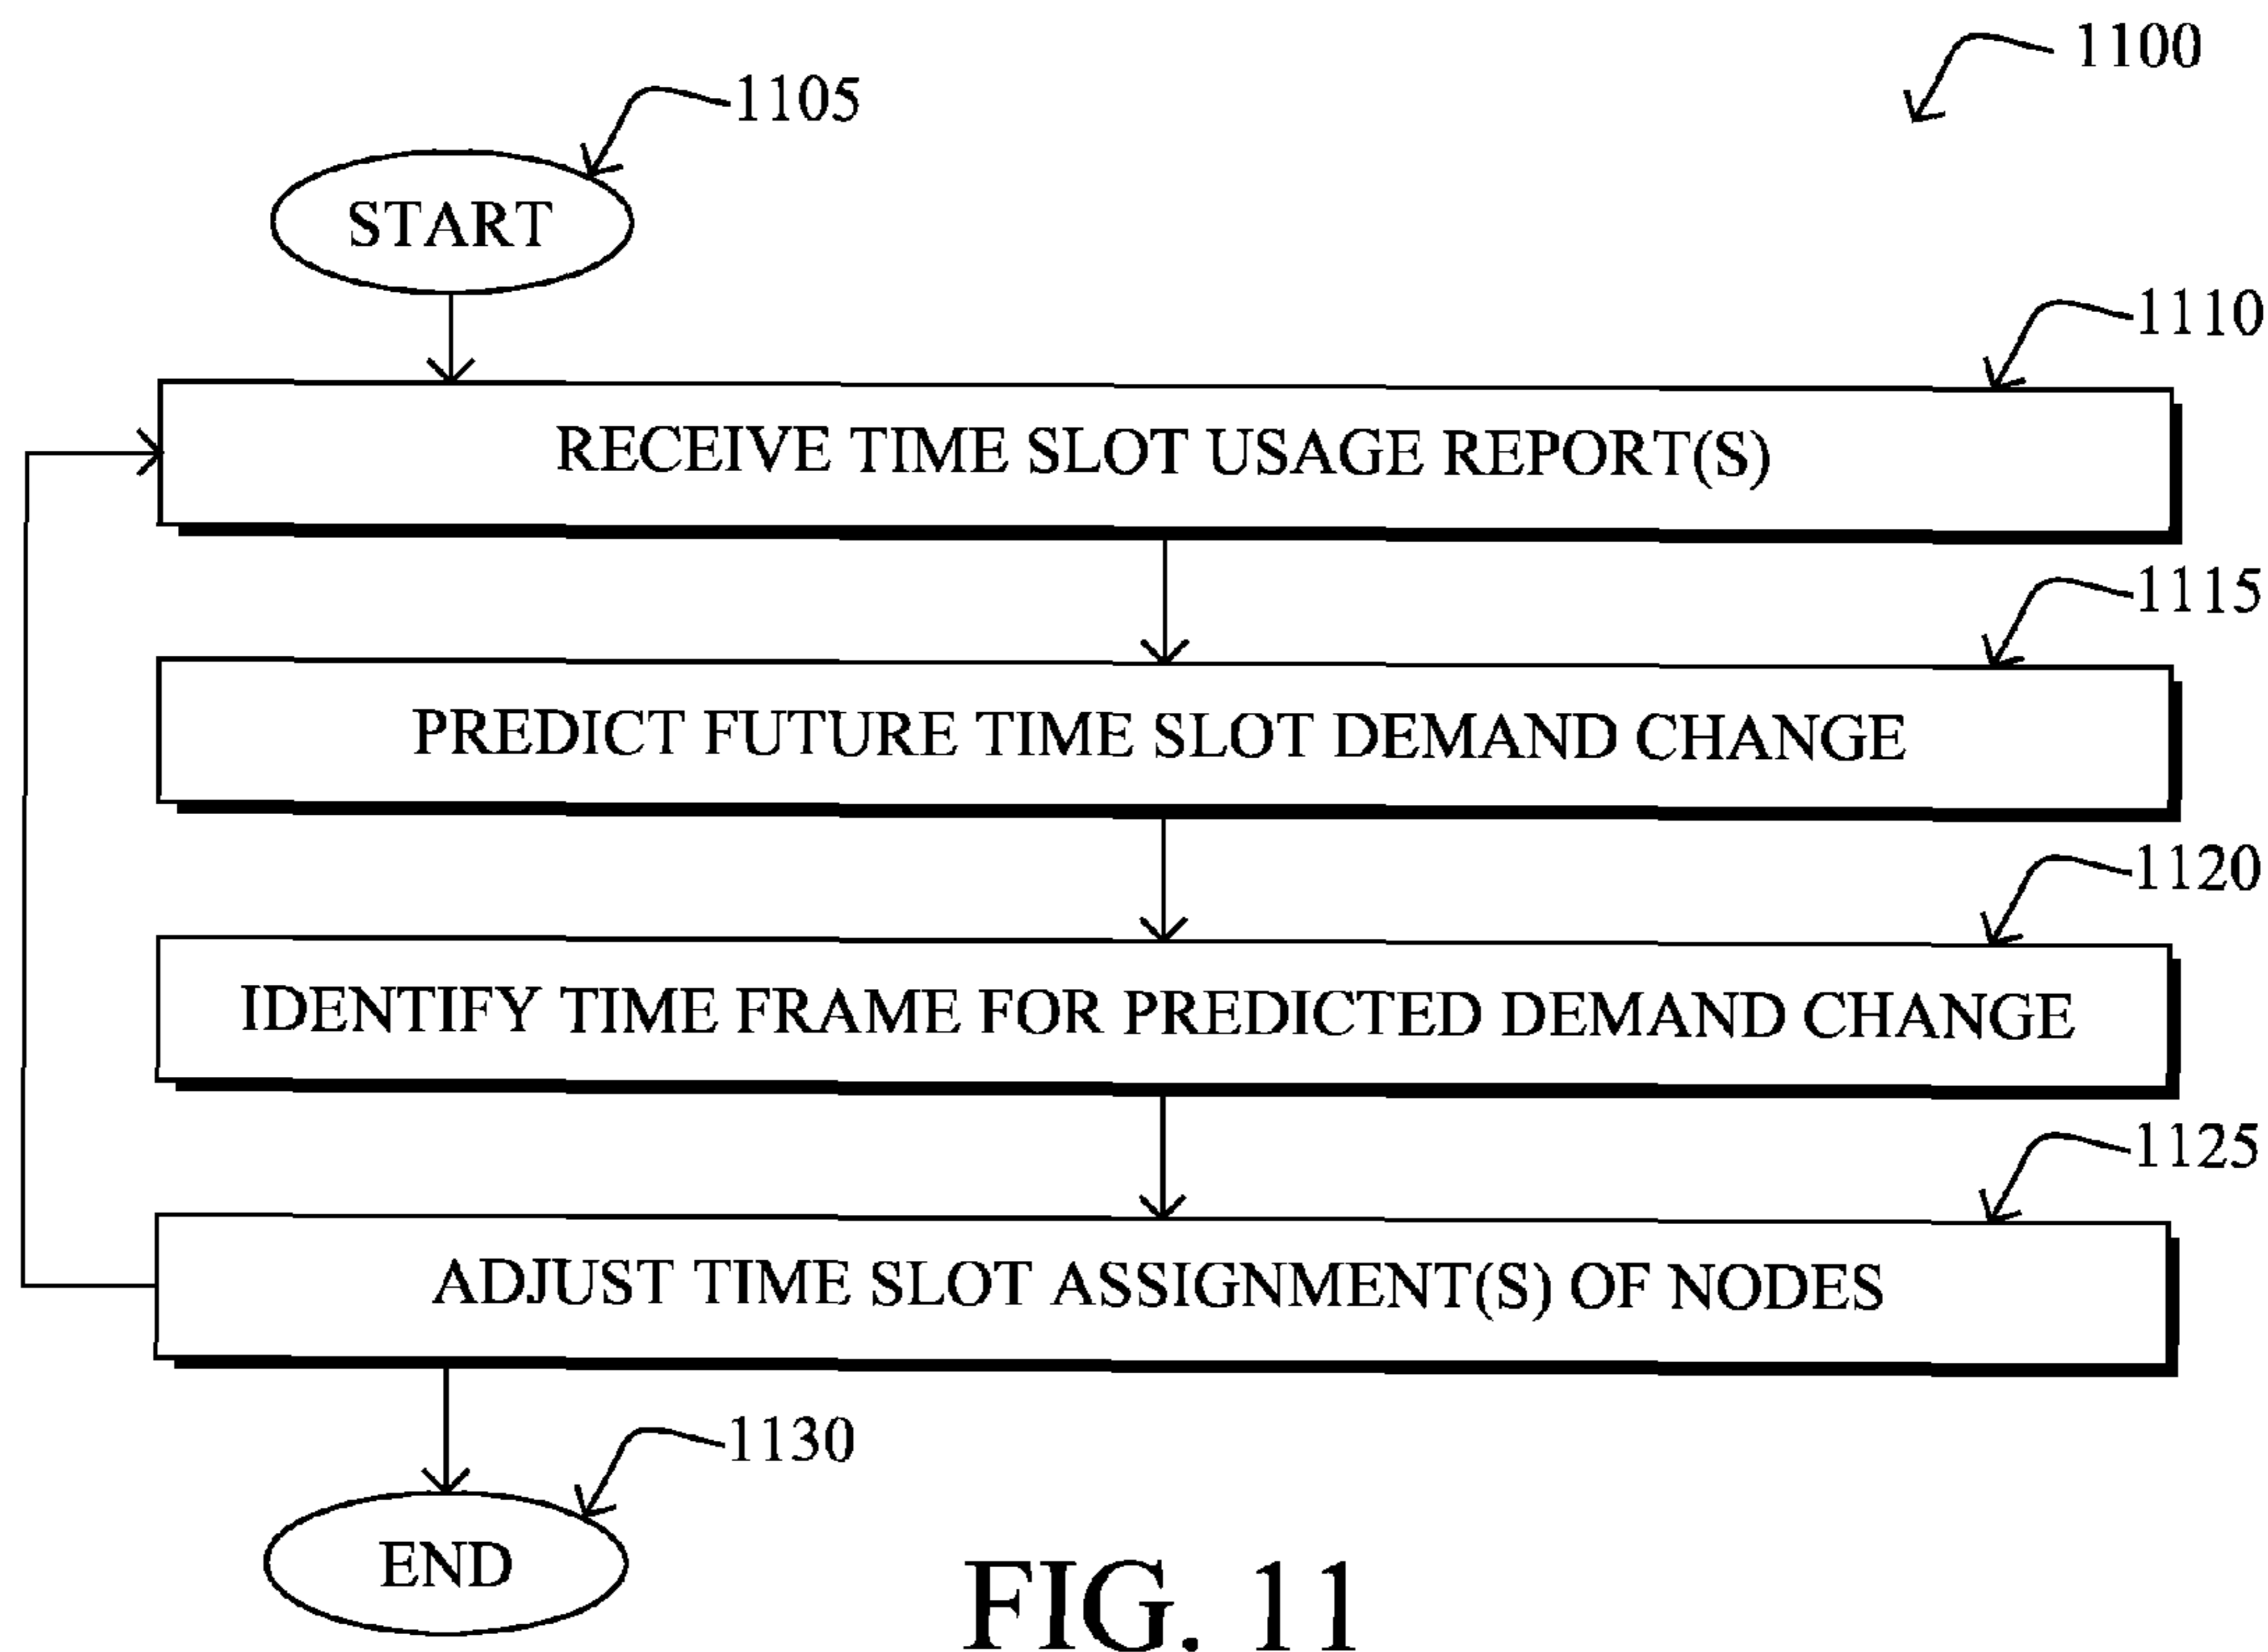 1100
1105
START
1110
RECEIVE TIME SLOT USAGE REPORT(S)
1115
PREDICT FUTURE TIME SLOT DEMAND CHANGE
1120
IDENTIFY TIME FRAME FOR PREDICTED DEMAND CHANGE
1125
ADJUST TIME SLOT ASSIGNMENT(S) OF NODES
1130
END
FIG. 11